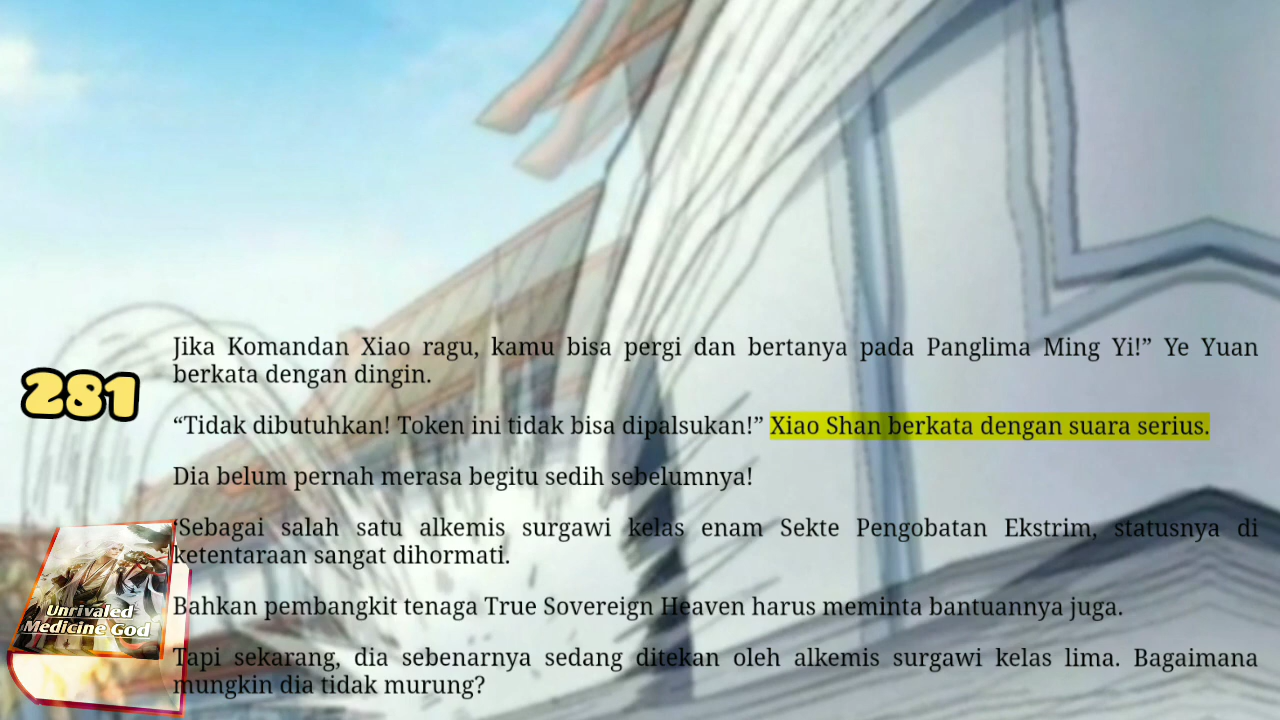 Jika Komandan Xiao ragu, kamu bisa pergi dan bertanya pada Panglima Ming Yi!” Ye Yuan
berkata dengan dingin.
281
“Tidak dibutuhkan! Token ini tidak bisa dipalsukan!” Xiao Shan berkata dengan suara serius.
Dia belum pernah merasa begitu sedih sebelumnya!
‘Sebagai salah satu alkemis surgawi kelas enam Sekte Pengobatan Ekstrim, statusnya di
ketentaraan sangat dihormati.
Bahkan pembangkit tenaga True Sovereign Heaven harus meminta bantuannya juga.
Unrivaled
Medicine God
Tapi sekarang, dia sebenarnya sedang ditekan oleh alkemis surgawi kelas lima. Bagaimana
mungkin dia tidak murung?